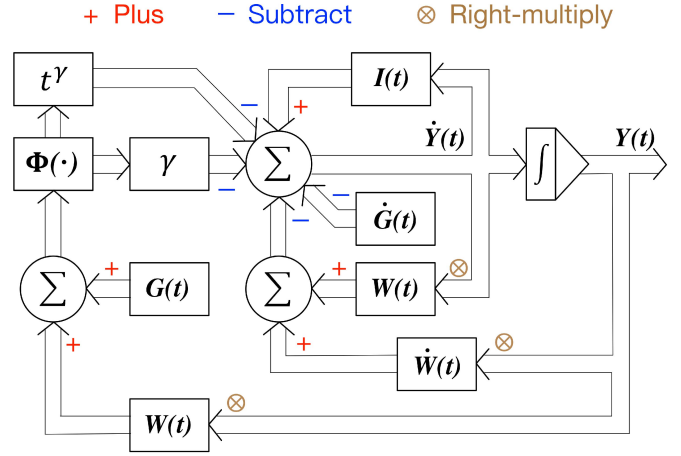 + Plus − Subtract ⊗ Right-multiply
t^γ I(t)
− +
Ẏ(t) Y(t)
Φ(·) γ ∑ ∫
− −
− Ġ(t)
+ + ⊗
∑ G(t) ∑ W(t)
+ + ⊗
Ẇ(t)
⊗
W(t)